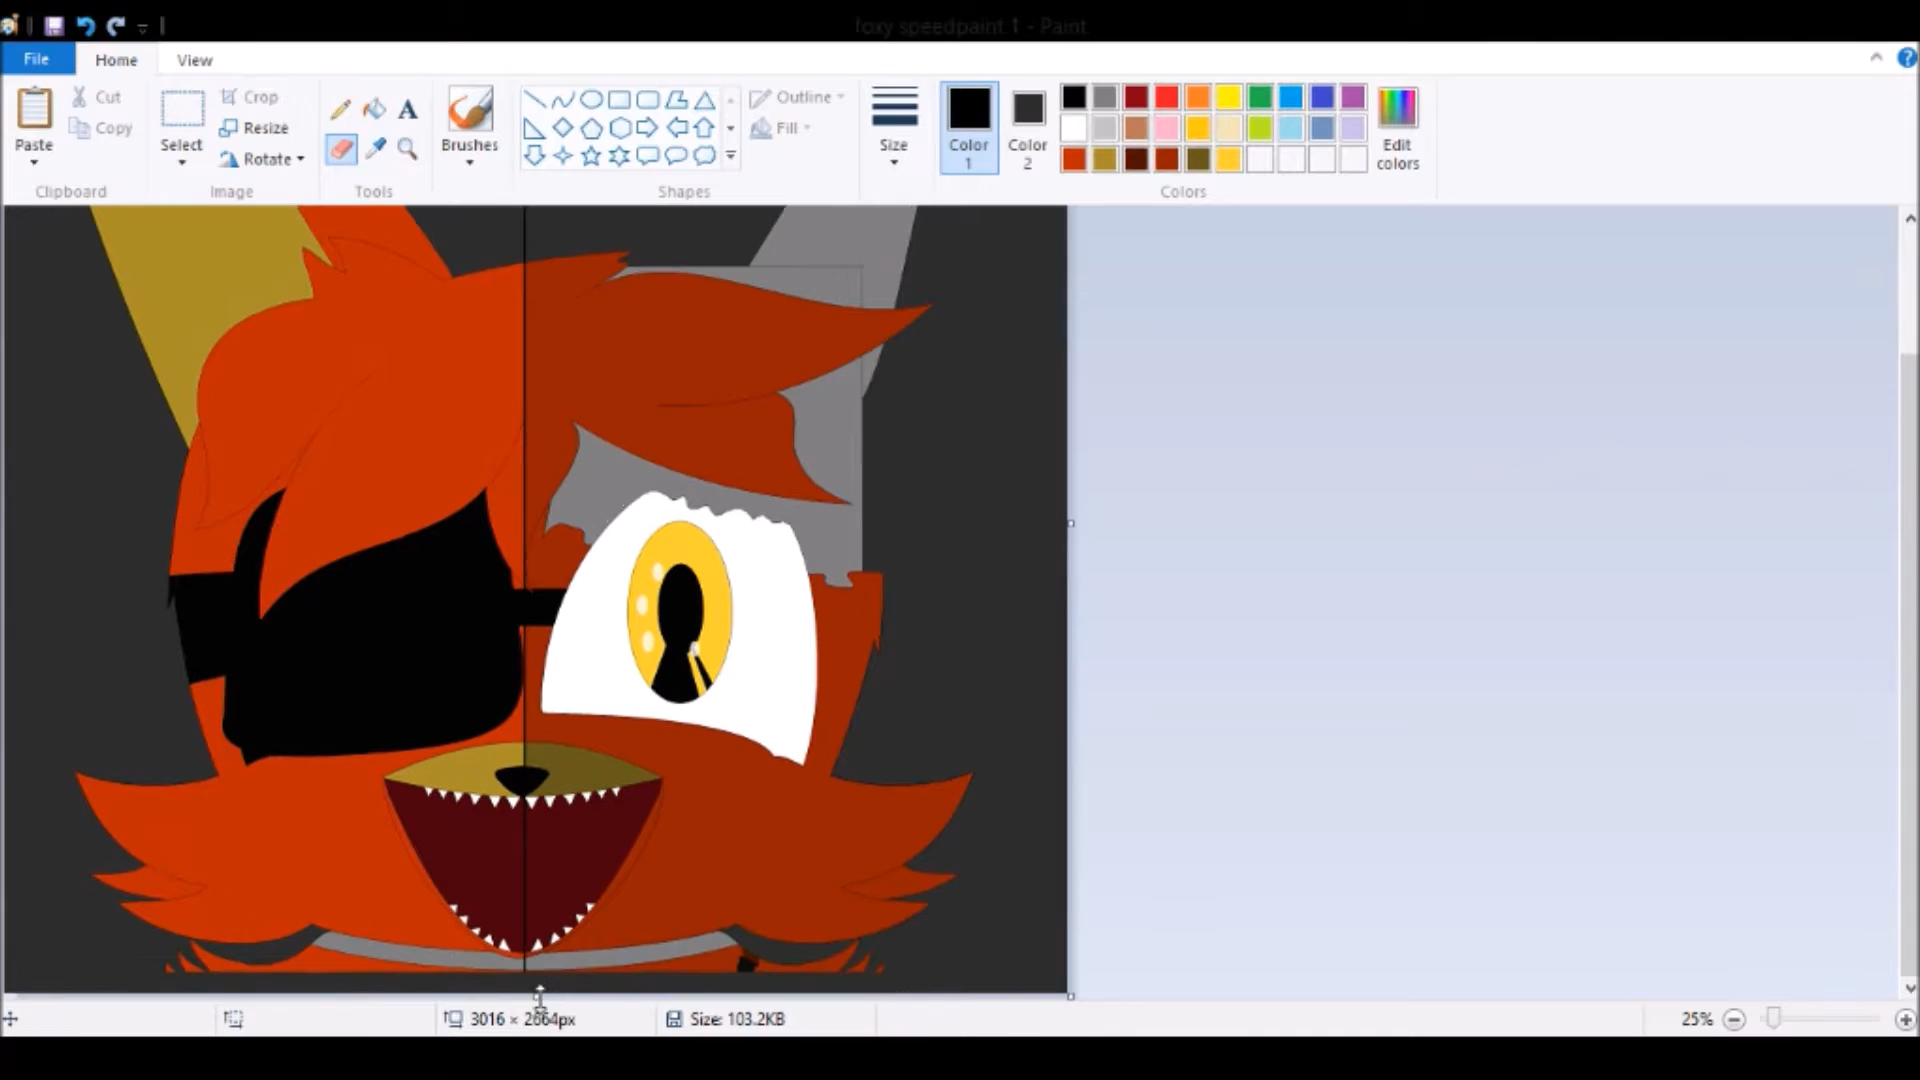 foxy speedpaint 1 - Paint
File
Home
View
Paste
Cut
Copy
Clipboard
Select
Crop
Resize
Rotate
Image
A
Tools
Brushes
Outline
Fill
Shapes
Size
Color 1
Color 2
Edit colors
Colors
3016 × 2664px
Size: 103.2KB
25%